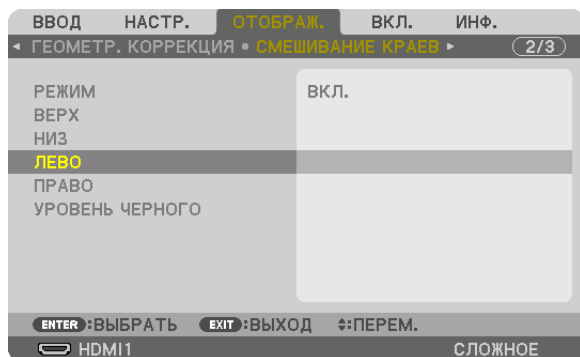 ВВОД НАСТР. ОТОБРАЖ. ВКЛ. ИНФ.
ГЕОМЕТР. КОРРЕКЦИЯ • СМЕШИВАНИЕ КРАЕВ 2/3
РЕЖИМ ВКЛ.
ВЕРХ
НИЗ
ЛЕВО
ПРАВО
УРОВЕНЬ ЧЕРНОГО
ENTER:ВЫБРАТЬ EXIT:ВЫХОД :ПЕРЕМ.
HDMI1 СЛОЖНОЕ